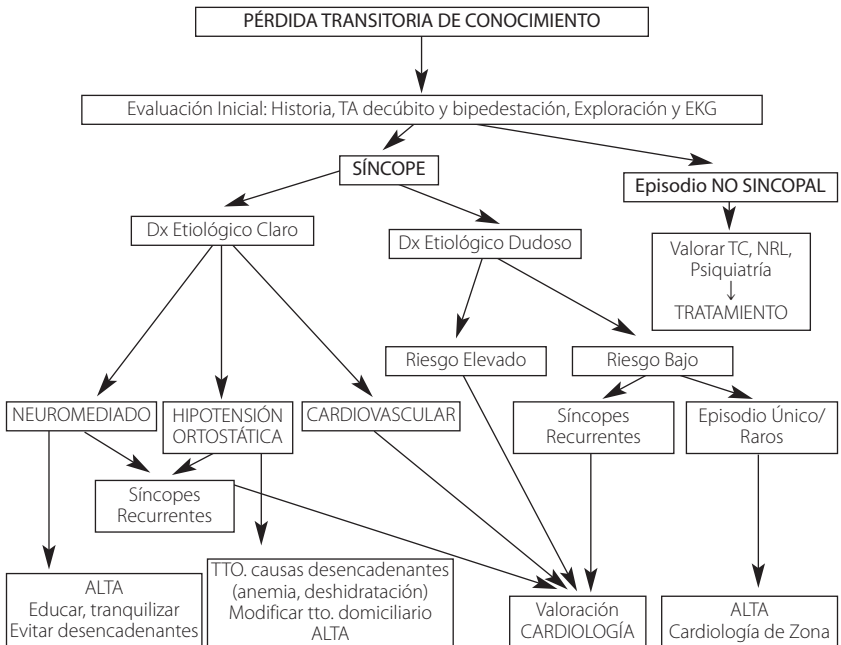 PÉRDIDA TRANSITORIA DE CONOCIMIENTO
Evaluación Inicial: Historia, TA decúbito y bipedestación, Exploración y EKG
SÍNCOPE
Episodio NO SINCOPAL
Dx Etiológico Claro
Dx Etiológico Dudoso
Valorar TC, NRL,
Psiquiatría
↓
TRATAMIENTO
Riesgo Elevado
Riesgo Bajo
NEUROMEDIADO
HIPOTENSIÓN
ORTOSTÁTICA
CARDIOVASCULAR
Síncopes
Recurrentes
Episodio Único/
Raros
Síncopes
Recurrentes
ALTA
Educar, tranquilizar
Evitar desencadenantes
TTO. causas desencadenantes
(anemia, deshidratación)
Modificar tto. domiciliario
ALTA
Valoración
CARDIOLOGÍA
ALTA
Cardiología de Zona